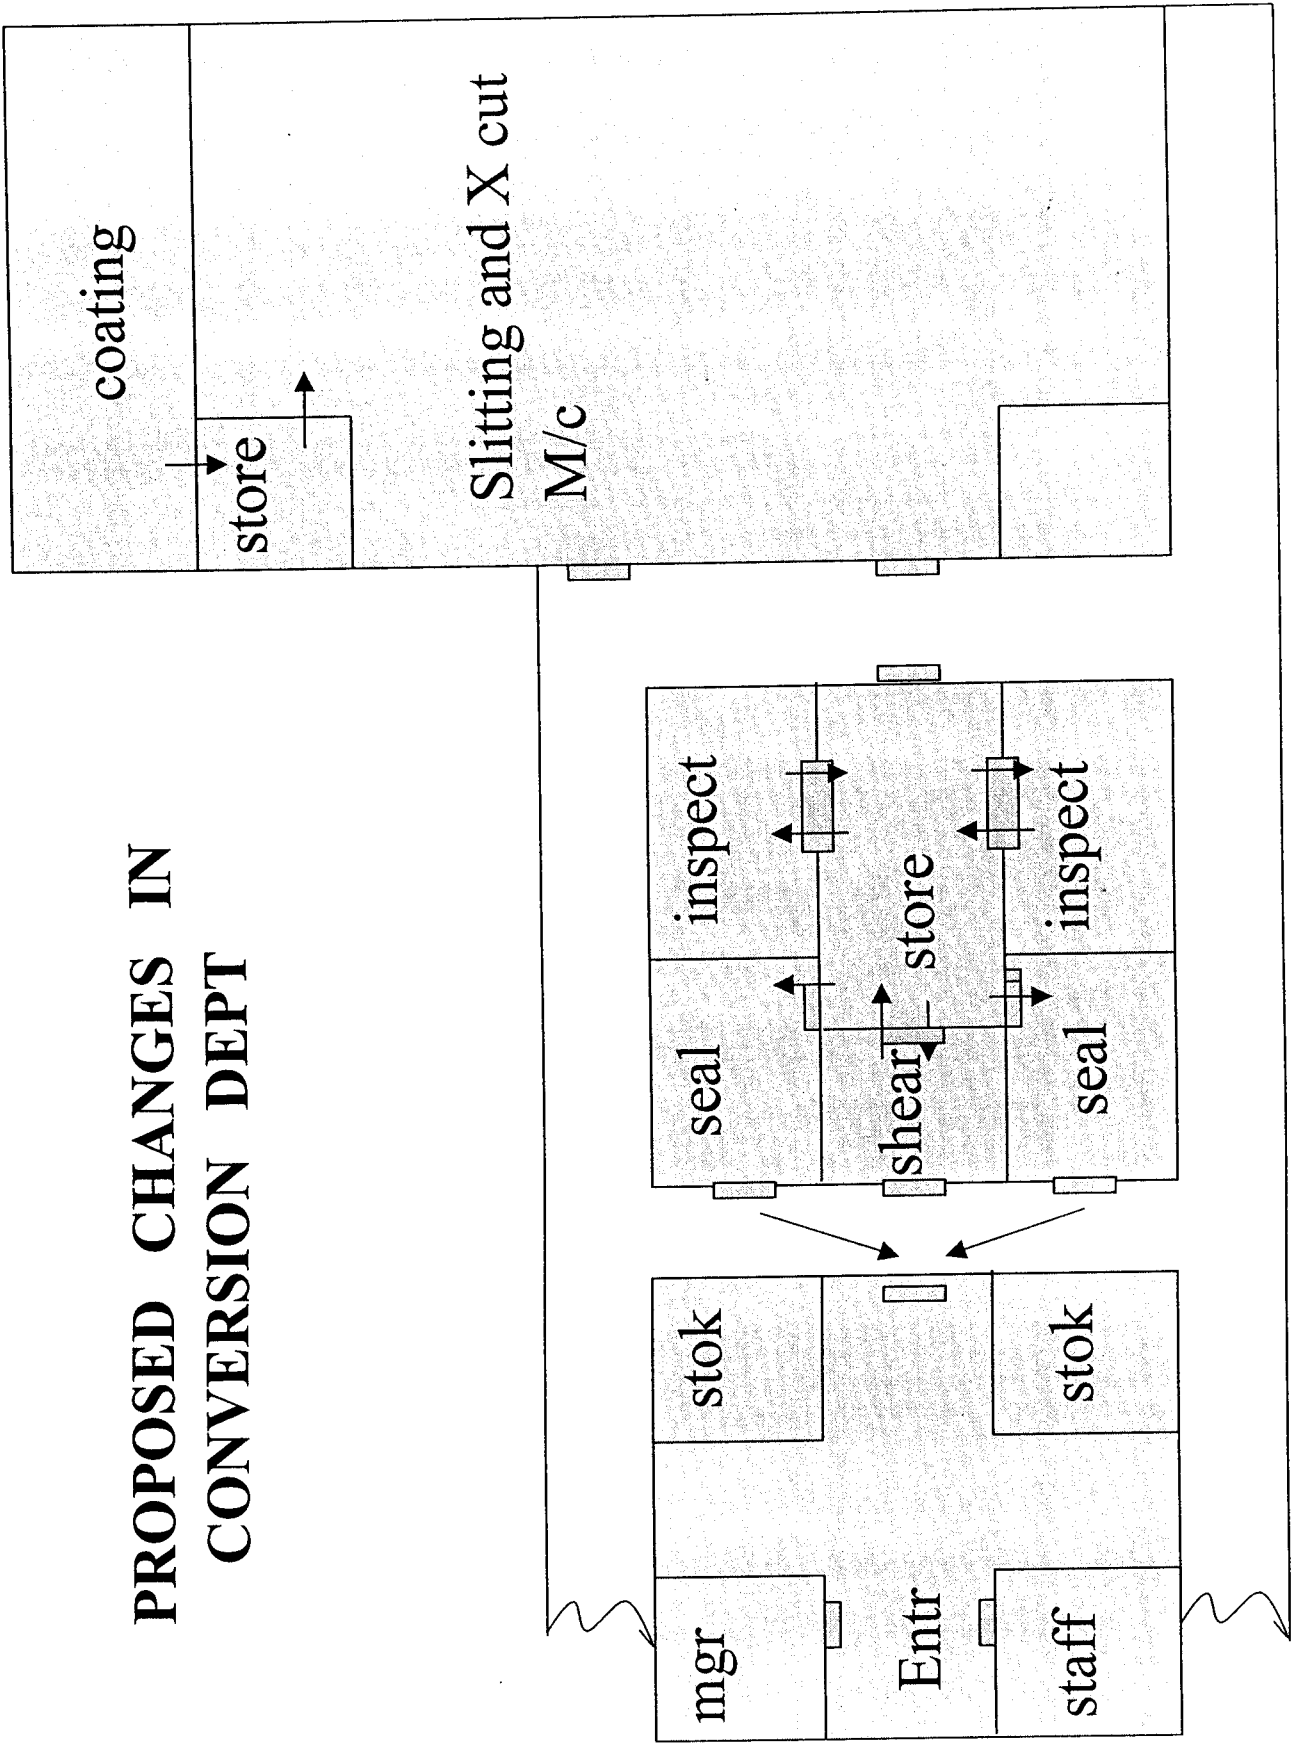 PROPOSED CHANGES IN
CONVERSION DEPT
coating
store
Slitting and X cut
M/c
inspect
seal
store
shear
inspect
seal
stok
stok
mgr
Entr
staff